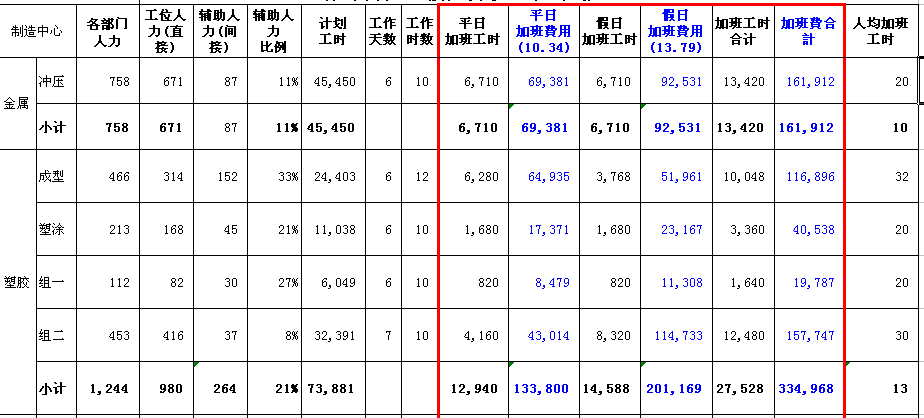 制造中心 各部门人力 工位人力(直接) 辅助人力(间接) 辅助人力比例 计划工时 工作天数 工作时数 平日加班工时 平日加班费用(10.34) 假日加班工时 假日加班费用(13.79) 加班工时合计 加班費合計 人均加班工时
金属 冲压 758 671 87 11% 45,450 6 10 6,710 69,381 6,710 92,531 13,420 161,912 20
小计 758 671 87 11% 45,450 6,710 69,381 6,710 92,531 13,420 161,912 10
塑胶 成型 466 314 152 33% 24,403 6 12 6,280 64,935 3,768 51,961 10,048 116,896 32
塑涂 213 168 45 21% 11,038 6 10 1,680 17,371 1,680 23,167 3,360 40,538 20
组一 112 82 30 27% 6,049 6 10 820 8,479 820 11,308 1,640 19,787 20
组二 453 416 37 8% 32,391 7 10 4,160 43,014 8,320 114,733 12,480 157,747 30
小计 1,244 980 264 21% 73,881 12,940 133,800 14,588 201,169 27,528 334,968 13